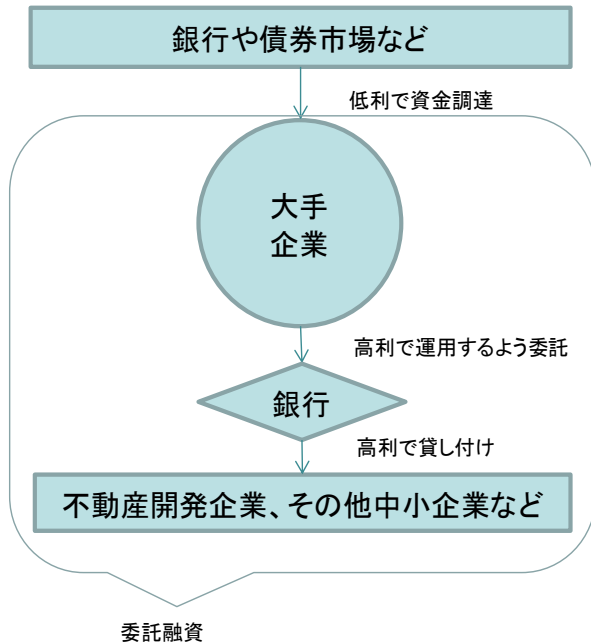 銀行や債券市場など
低利で資金調達
大手
企業
高利で運用するよう委託
銀行
高利で貸し付け
不動産開発企業、その他中小企業など
委託融資